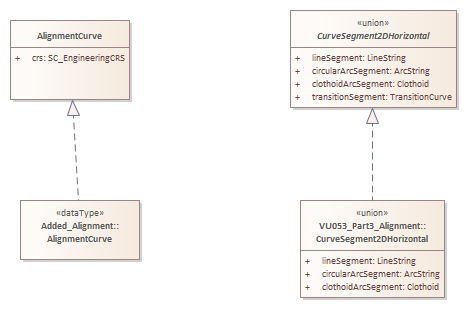 AlignmentCurve
+ crs: SC_EngineeringCRS
«union»
CurveSegment2DHorizontal
+ lineSegment: LineString
+ circularArcSegment: ArcString
+ clothoidArcSegment: Clothoid
+ transitionSegment: TransitionCurve
«dataType»
Added_Alignment::
AlignmentCurve
«union»
VU053_Part3_Alignment::
CurveSegment2DHorizontal
+ lineSegment: LineString
+ circularArcSegment: ArcString
+ clothoidArcSegment: Clothoid